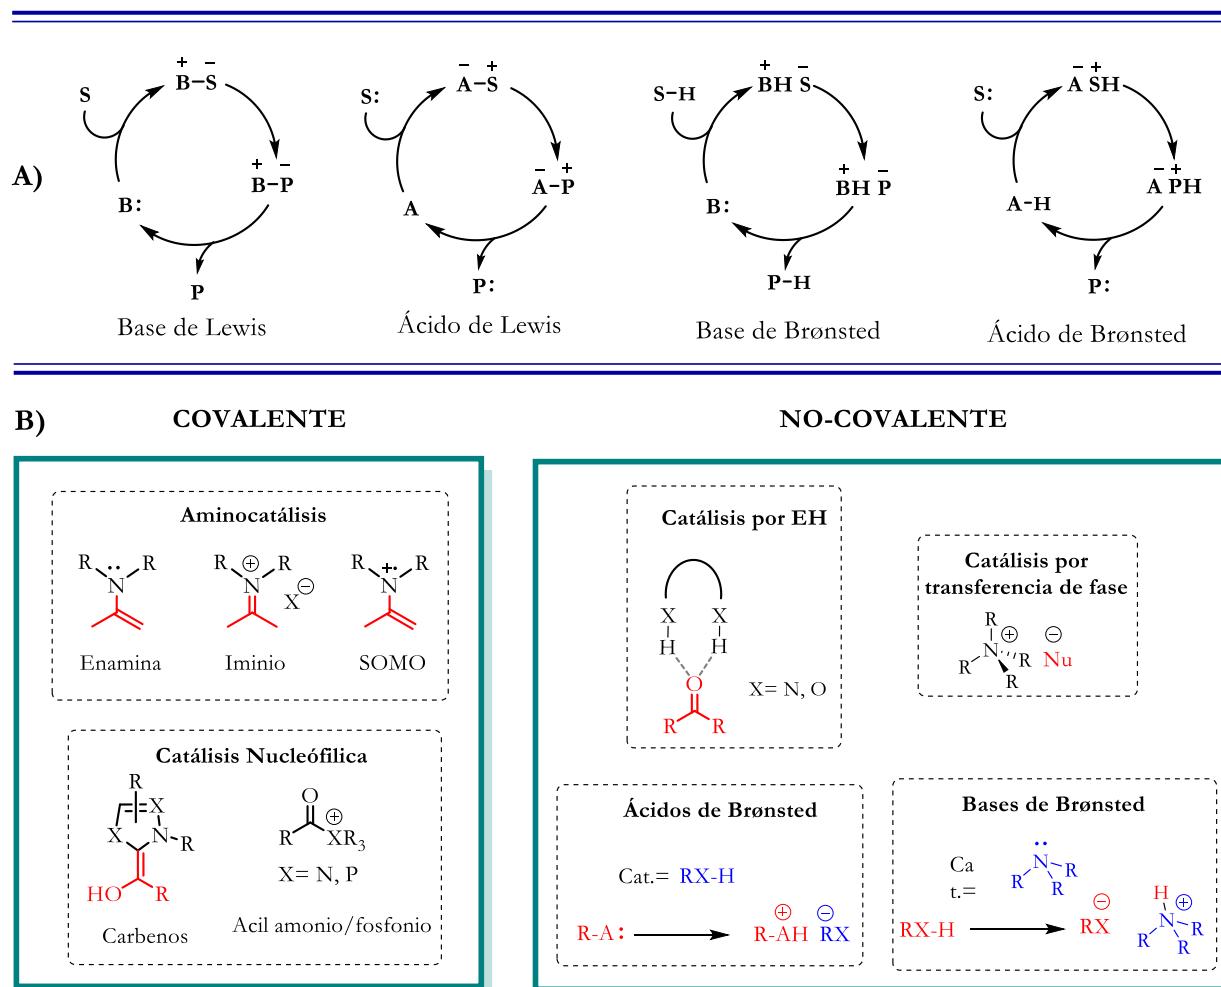 A)
S
+ −
B–S
+ −
B–P
B:
P
Base de Lewis
S:
− +
A–S
− +
A–P
A
P:
Ácido de Lewis
S–H
+ −
BH S
+ −
BH P
B:
P–H
Base de Brønsted
S:
− +
A SH
− +
A PH
A-H
P:
Ácido de Brønsted
B)
COVALENTE
NO-COVALENTE
Aminocatálisis
R N R
Enamina
R N R
⊕
X ⊖
Iminio
R N R
+·
SOMO
Catálisis Nucleófilica
R
X
X N R
HO R
Carbenos
O
⊕
R XR3
X= N, P
Acil amonio/fosfonio
Catálisis por EH
X X
H H
O
R R
X= N, O
Catálisis por
transferencia de fase
R ⊕ ⊖
N R Nu
R R
Ácidos de Brønsted
Cat.= RX-H
⊕ ⊖
R-A: R-AH RX
Bases de Brønsted
Ca
t.=
··
N
R R
R
RX-H
⊖
RX
H ⊕
N
R R
R